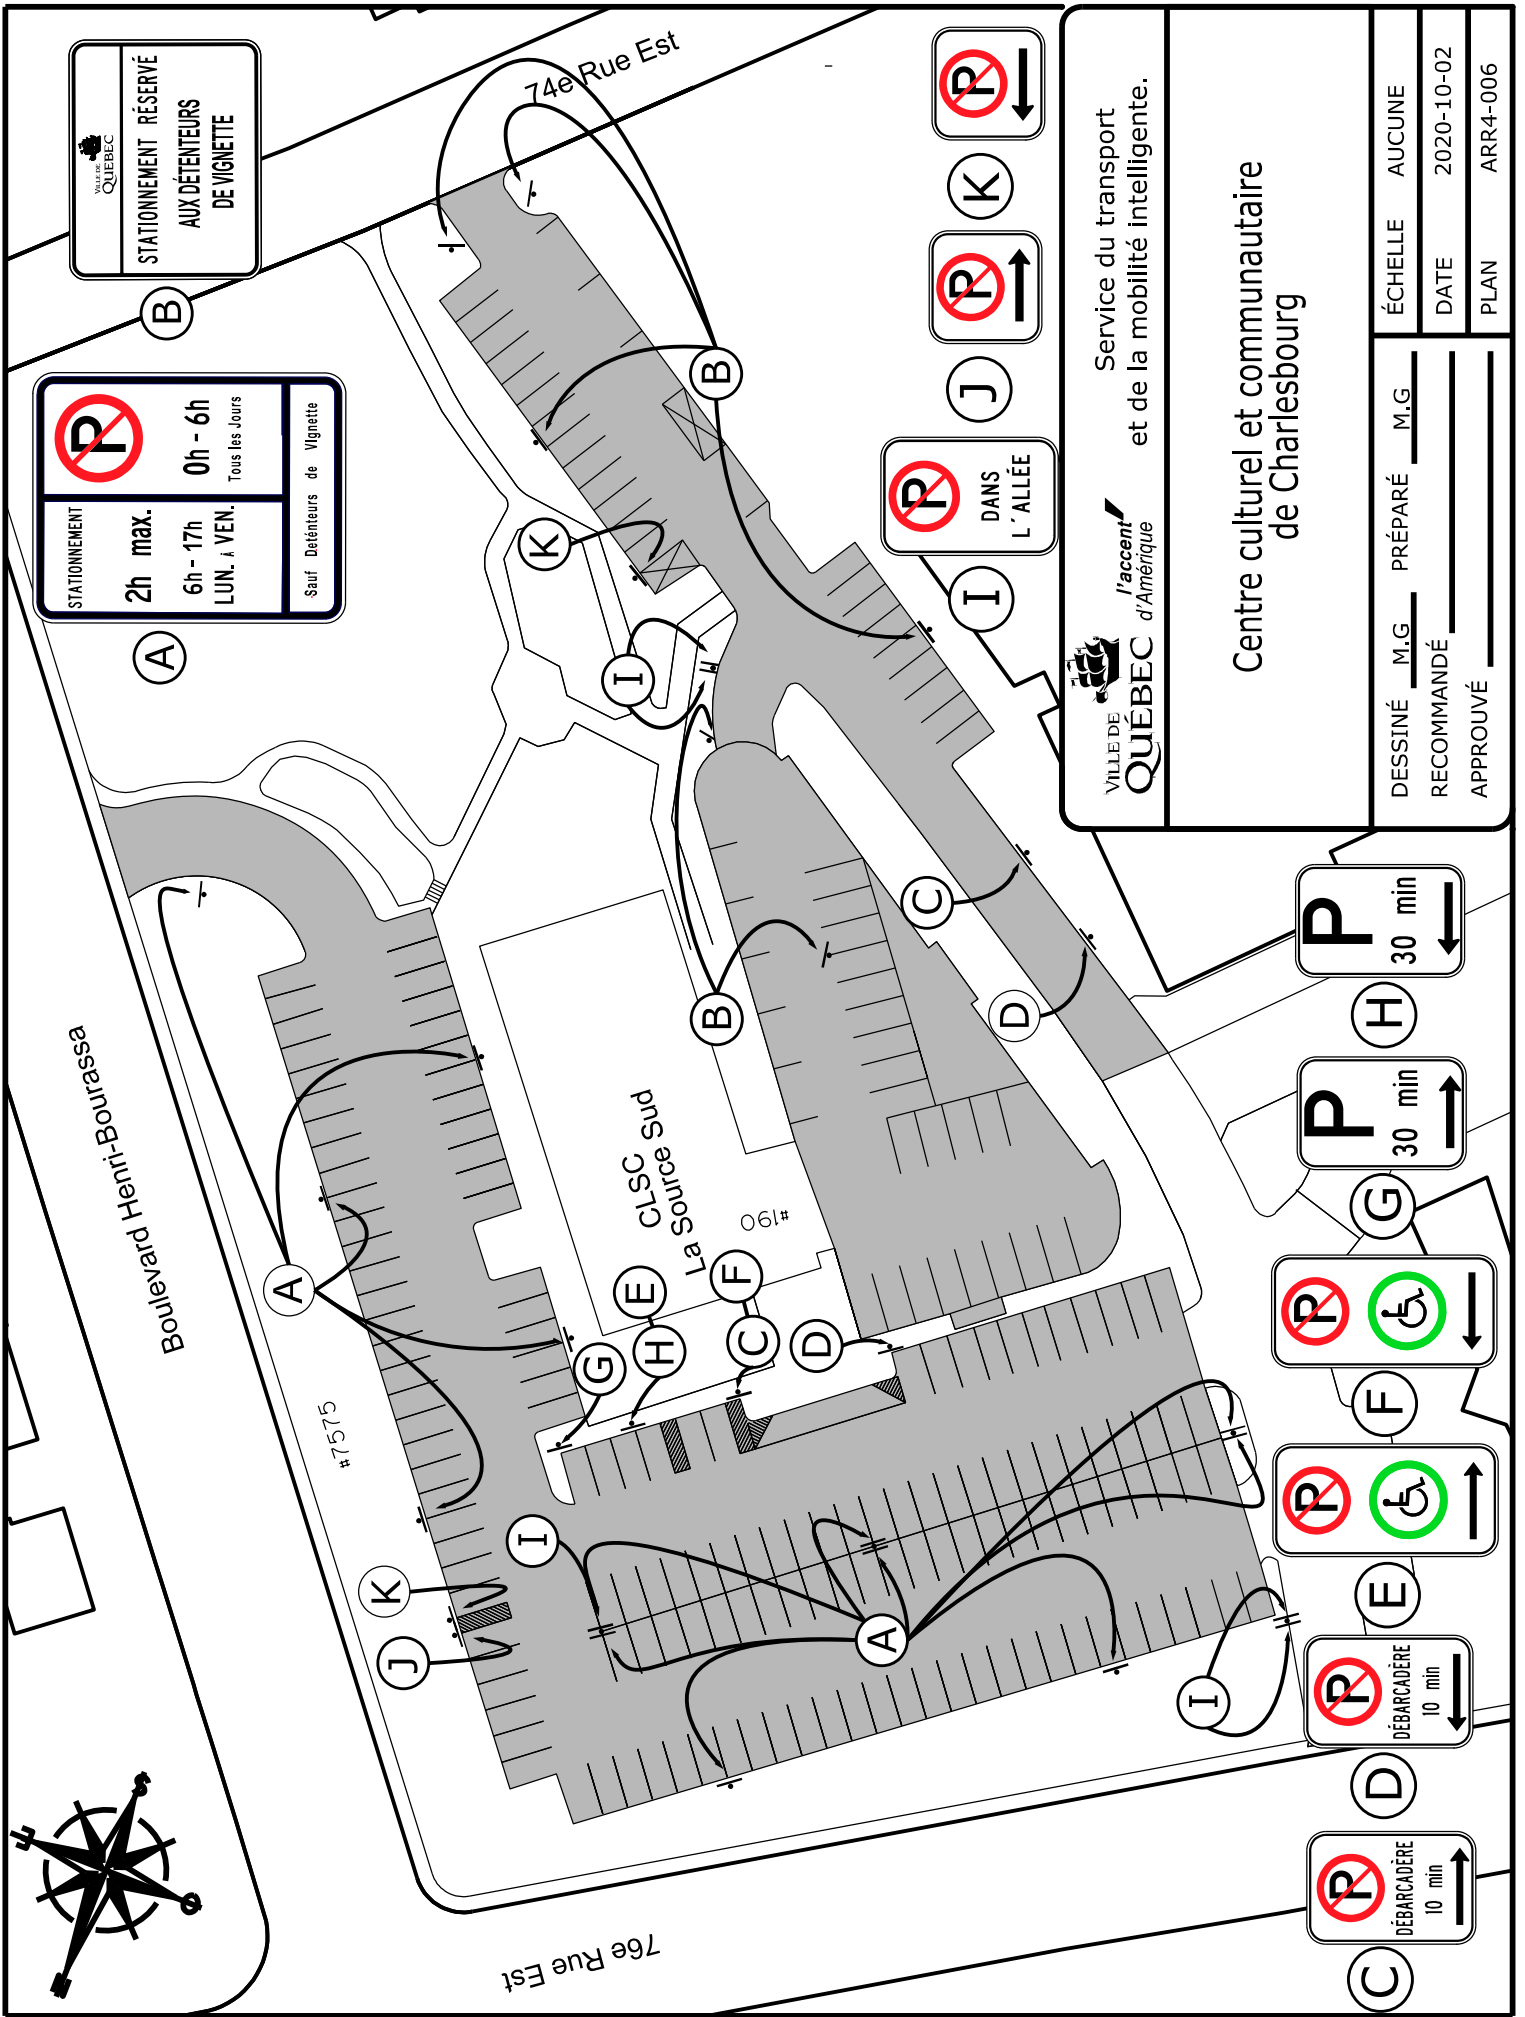 VILLE DE
QUÉBEC
STATIONNEMENT RÉSERVÉ
AUX DÉTENTEURS
DE VIGNETTE
B
STATIONNEMENT
2h max.
6h - 17h
LUN. À VEN.
P
0h - 6h
Tous les Jours
Sauf Deténteurs de VIgnette
A
74e Rue Est
Boulevard Henri-Bourassa
76e Rue Est
#7575
CLSC
La Source Sud
#190
A
A
B
B
C
D
K
I
G
H
E
F
C
D
I
K
J
I
N
E
S
O
P
K
P
J
P
DANS
L'ALLÉE
I
P
30 min
H
P
30 min
G
P
F
P
E
P
DÉBARCADÈRE
10 min
D
P
DÉBARCADÈRE
10 min
C
VILLE DE
QUÉBEC
l'accent
d'Amérique
Service du transport
et de la mobilité intelligente.
Centre culturel et communautaire
de Charlesbourg
DESSINÉ M.G PRÉPARÉ M.G
RECOMMANDÉ
APPROUVÉ
ÉCHELLE AUCUNE
DATE 2020-10-02
PLAN ARR4-006